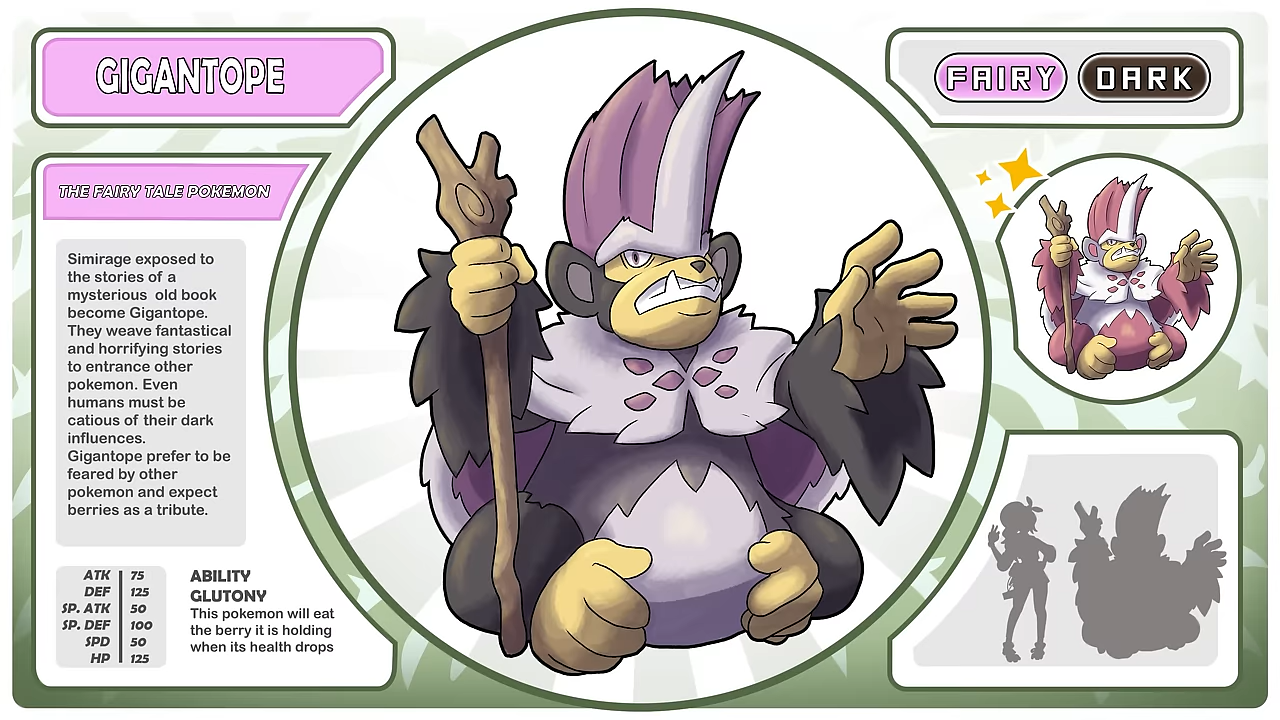 GIGANTOPE
FAIRY DARK
THE FAIRY TALE POKEMON
Simirage exposed to
the stories of a
mysterious old book
become Gigantope.
They weave fantastical
and horrifying stories
to entrance other
pokemon. Even
humans must be
catious of their dark
influences.
Gigantope prefer to be
feared by other
pokemon and expect
berries as a tribute.
ATK 75
DEF 125
SP. ATK 50
SP. DEF 100
SPD 50
HP 125
ABILITY
GLUTONY
This pokemon will eat
the berry it is holding
when its health drops